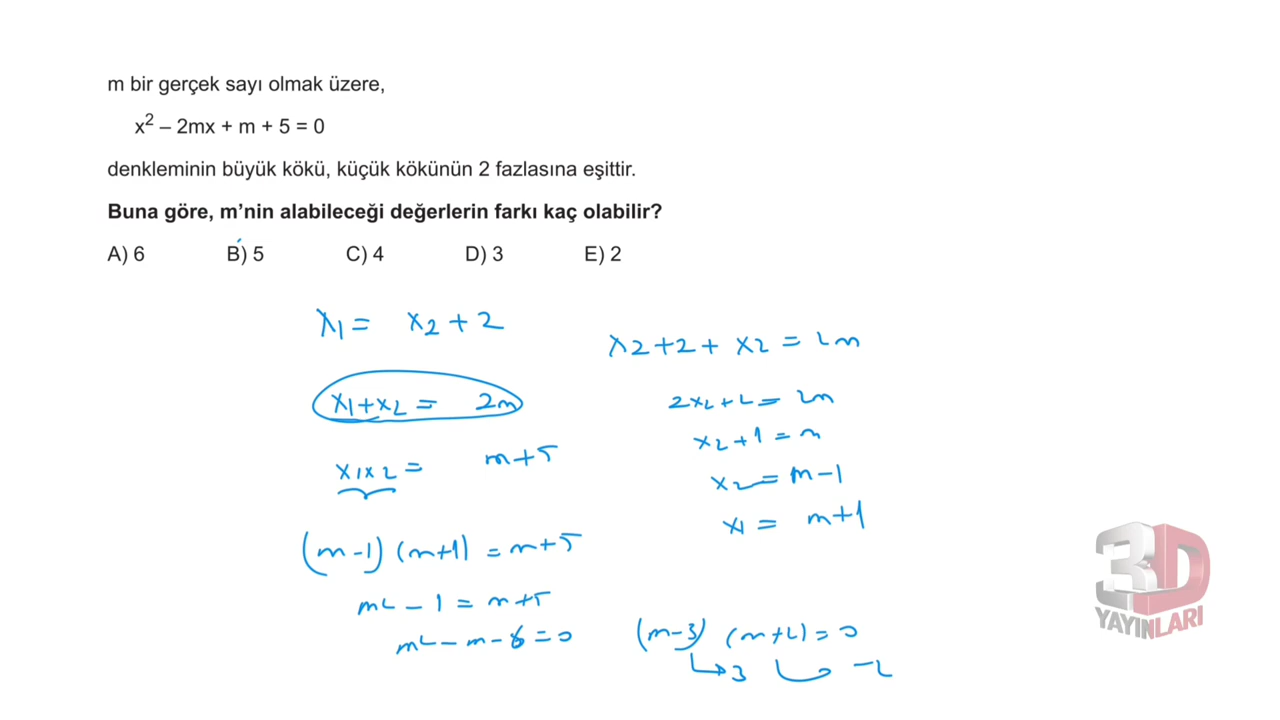 m bir gerçek sayı olmak üzere,
x² – 2mx + m + 5 = 0
denkleminin büyük kökü, küçük kökünün 2 fazlasına eşittir.
Buna göre, m’nin alabileceği değerlerin farkı kaç olabilir?
A) 6 B) 5 C) 4 D) 3 E) 2
x1 = x2 + 2
x1+x2 = 2m
x1x2 = m+5
(m-1) (m+1) = m+5
m² - 1 = m+5
m² - m - 6 = 0
x2+2+ x2 = 2m
2x2+2 = 2m
x2+1 = m
x2 = m-1
x1 = m+1
(m-3) (m+2) = 0
3 -2
3D
YAYINLARI